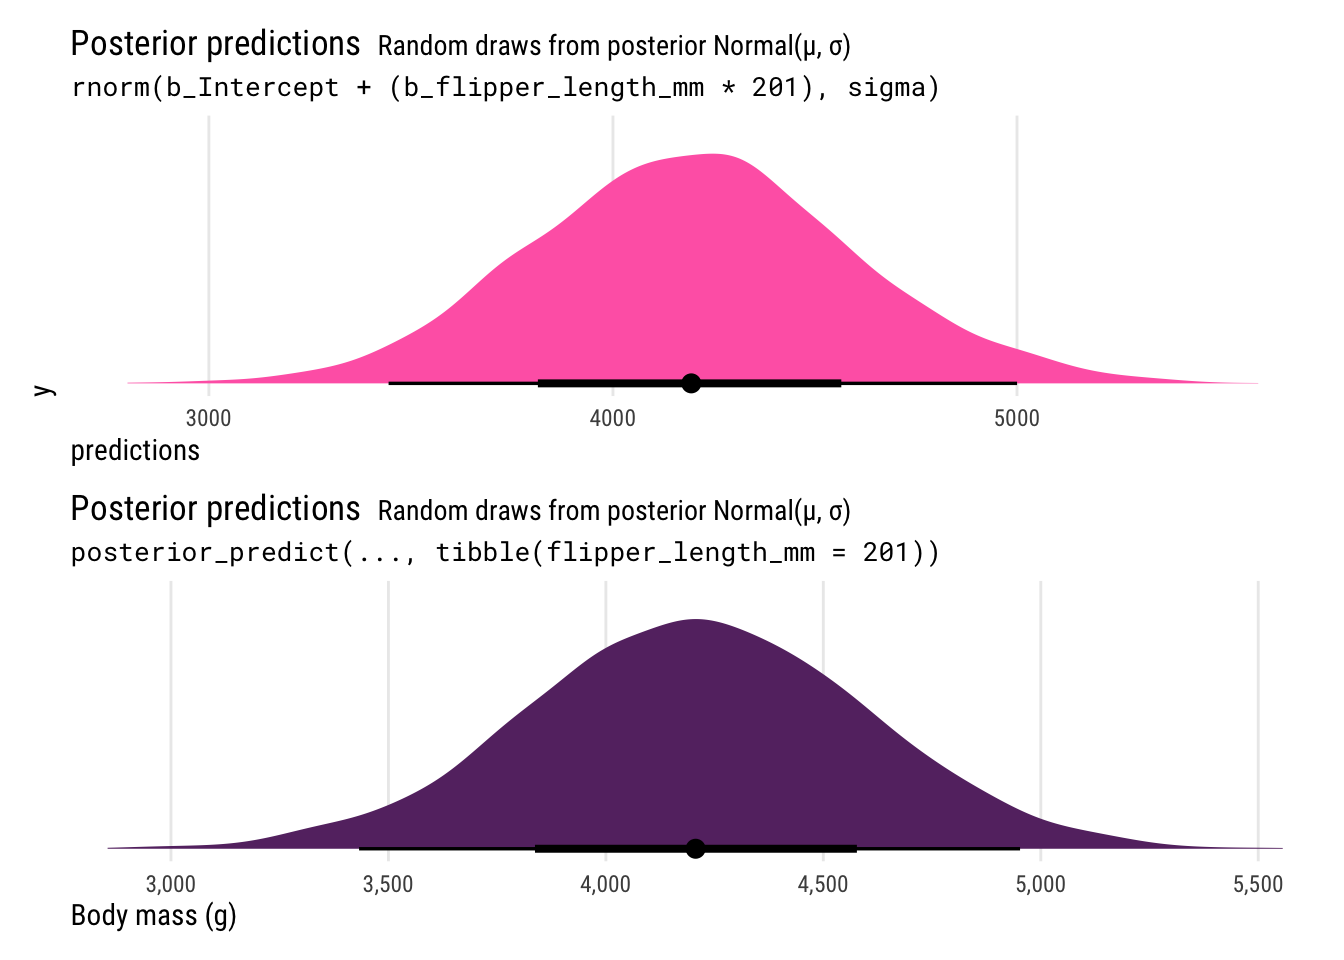 Posterior predictions Random draws from posterior Normal(μ, σ)
rnorm(b_Intercept + (b_flipper_length_mm * 201), sigma)
y
3000 4000 5000
predictions
Posterior predictions Random draws from posterior Normal(μ, σ)
posterior_predict(..., tibble(flipper_length_mm = 201))
3,000 3,500 4,000 4,500 5,000 5,500
Body mass (g)